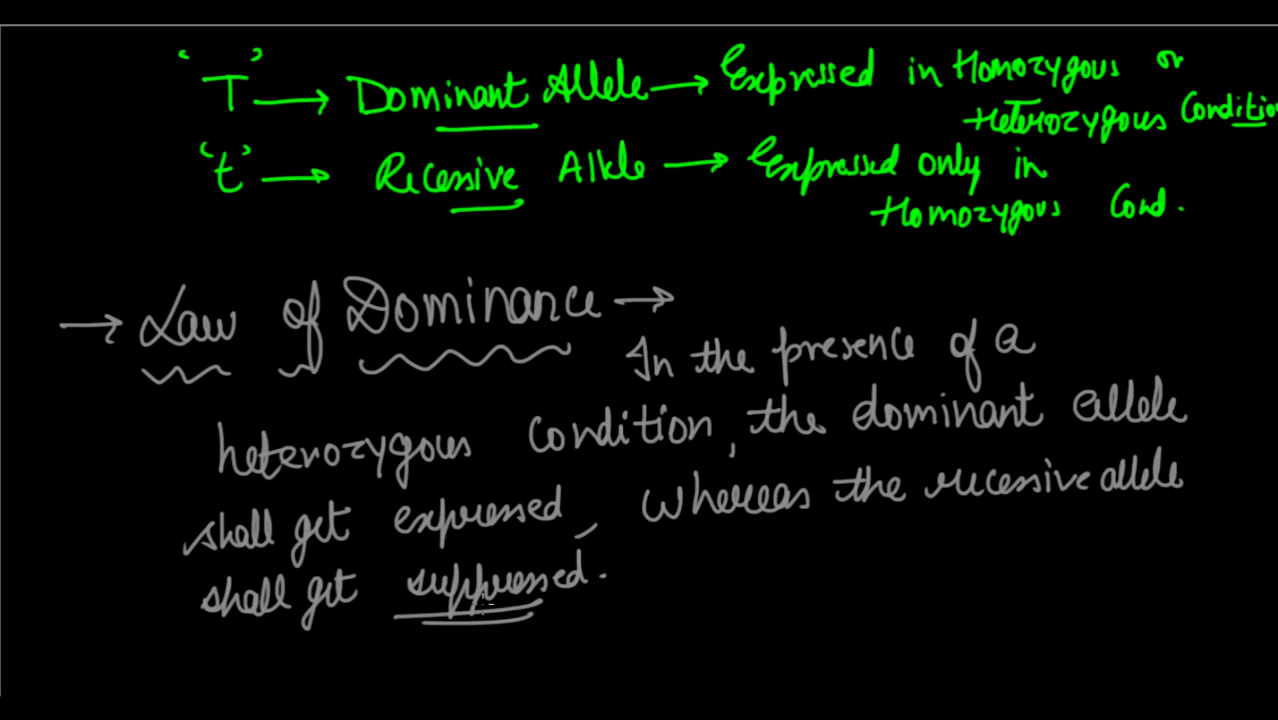 'T' → Dominant Allele → Expressed in Homozygous or
Heterozygous Condition
't' → Recessive Allele → Expressed only in
Homozygous Cond.
→ Law of Dominance →
In the presence of a
heterozygous condition, the dominant allele
shall get expressed, whereas the recessive allele
shall get suppressed.